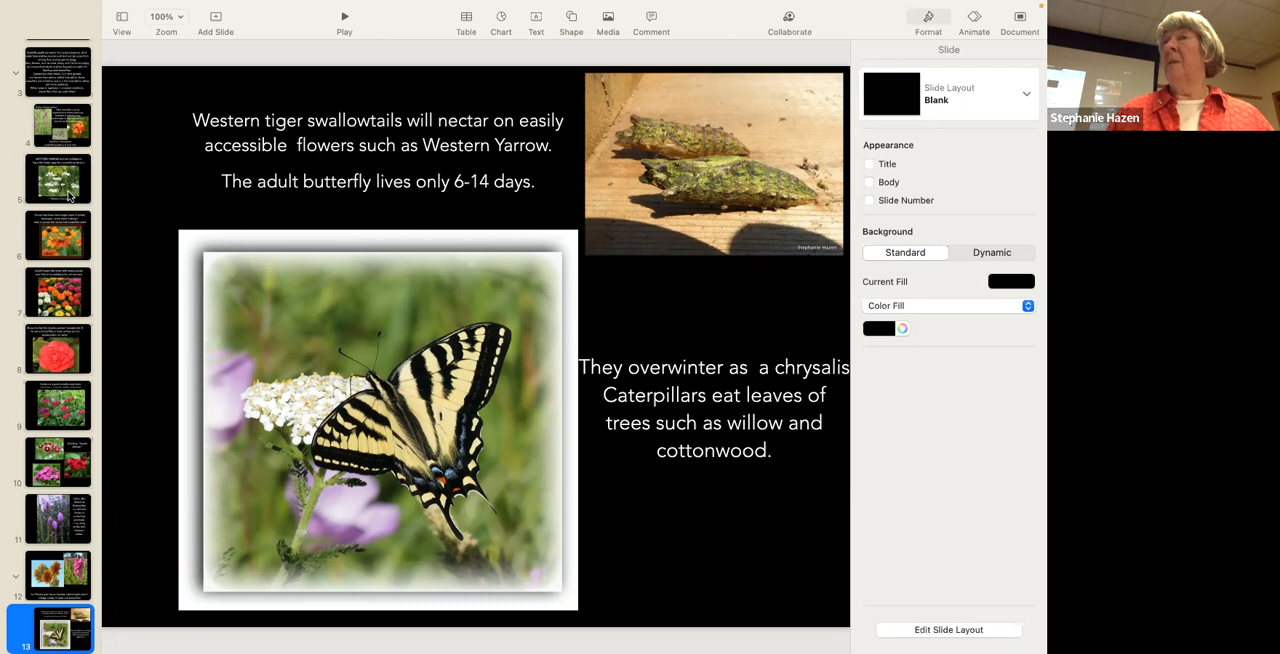 100%
View
Zoom
Add Slide
Play
Table
Chart
Text
Shape
Media
Comment
Collaborate
Format
Animate
Document
3
4
5
6
7
8
9
10
11
12
13
Western tiger swallowtails will nectar on easily
accessible flowers such as Western Yarrow.
The adult butterfly lives only 6-14 days.
Stephanie Hazen
They overwinter as a chrysalis
Caterpillars eat leaves of
trees such as willow and
cottonwood.
Slide
Slide Layout
Blank
Appearance
Title
Body
Slide Number
Background
Standard
Dynamic
Current Fill
Color Fill
Edit Slide Layout
Stephanie Hazen